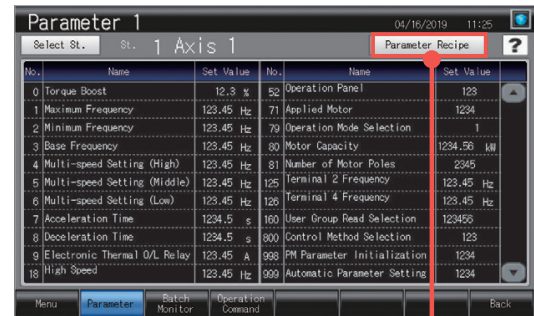 Parameter 1
04/16/2019 11:25
Select St. St. 1 Axis 1 Parameter Recipe ?
No. Name Set Value No. Name Set Value
0 Torque Boost 12.3 % 52 Operation Panel 123
1 Maximum Frequency 123.45 Hz 71 Applied Motor 1234
2 Minimum Frequency 123.45 Hz 79 Operation Mode Selection 1
3 Base Frequency 123.45 Hz 80 Motor Capacity 1234.56 kW
4 Multi-speed Setting (High) 123.45 Hz 81 Number of Motor Poles 2345
5 Multi-speed Setting (Middle) 123.45 Hz 125 Terminal 2 Frequency 123.45 Hz
6 Multi-speed Setting (Low) 123.45 Hz 126 Terminal 4 Frequency 123.45 Hz
7 Acceleration Time 1234.5 s 160 User Group Read Selection 123456
8 Deceleration Time 1234.5 s 800 Control Method Selection 123
9 Electronic Thermal O/L Relay 123.45 A 998 PM Parameter Initialization 1234
18 High Speed 123.45 Hz 999 Automatic Parameter Setting 1234
Menu Parameter Batch Monitor Operation Command Back